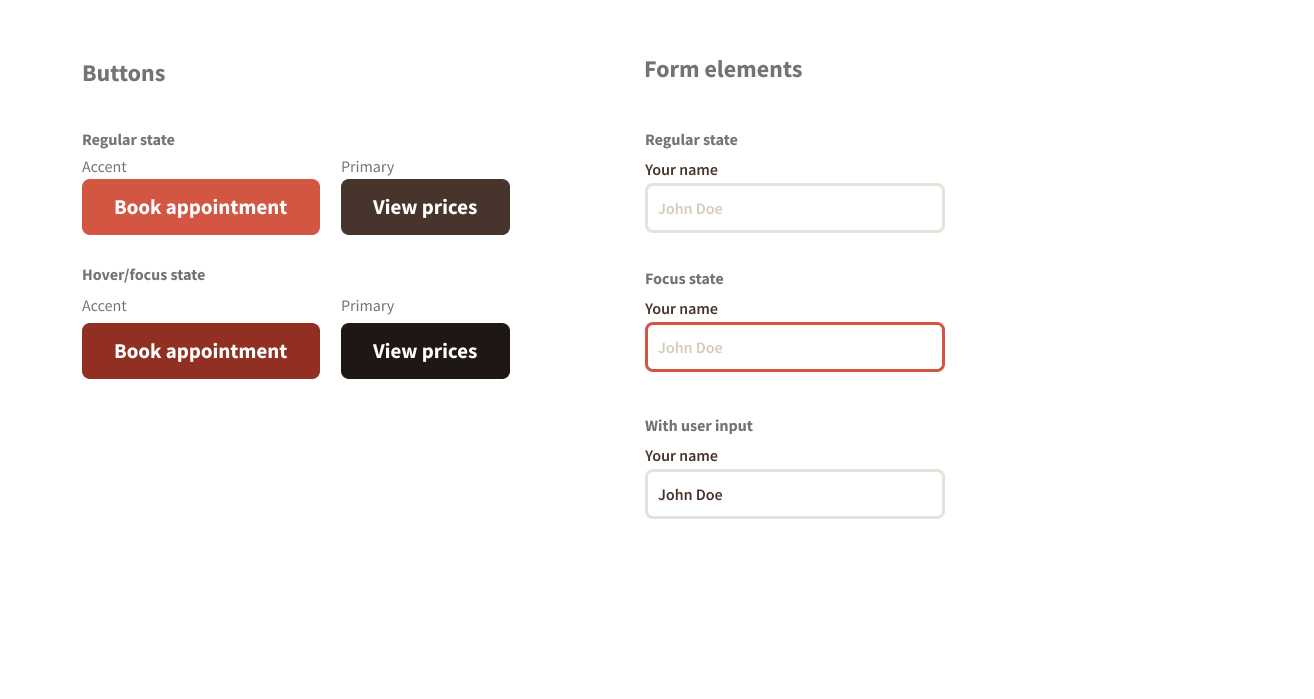 Buttons
Regular state
Accent
Primary
Book appointment
View prices
Hover/focus state
Accent
Primary
Book appointment
View prices
Form elements
Regular state
Your name
John Doe
Focus state
Your name
John Doe
With user input
Your name
John Doe